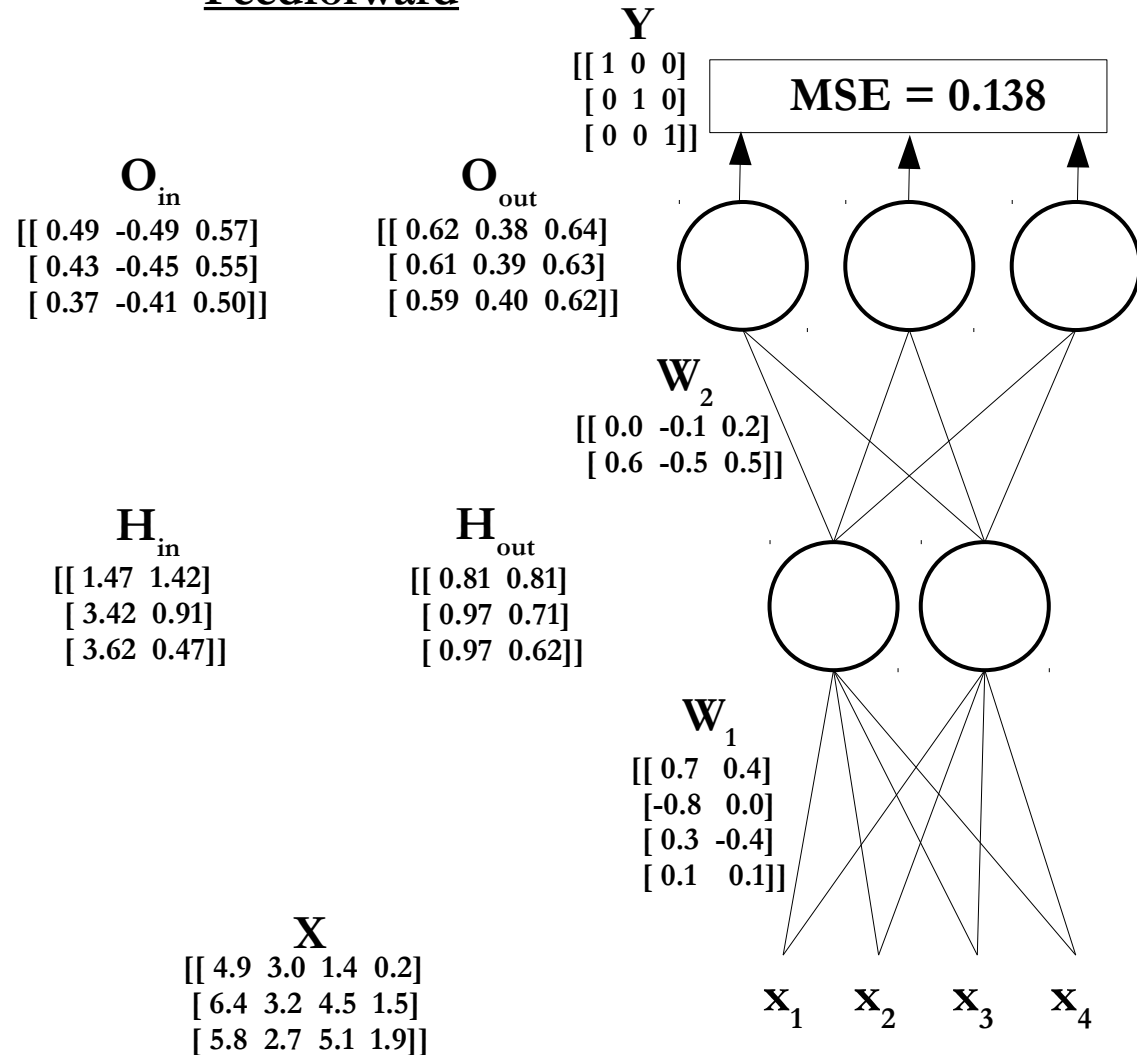 Feedforward
Y
[[ 1 0 0]
[ 0 1 0]
[ 0 0 1]]
MSE = 0.138
O_in
[[ 0.49 -0.49 0.57]
[ 0.43 -0.45 0.55]
[ 0.37 -0.41 0.50]]
O_out
[[ 0.62 0.38 0.64]
[ 0.61 0.39 0.63]
[ 0.59 0.40 0.62]]
W_2
[[ 0.0 -0.1 0.2]
[ 0.6 -0.5 0.5]]
H_in
[[ 1.47 1.42]
[ 3.42 0.91]
[ 3.62 0.47]]
H_out
[[ 0.81 0.81]
[ 0.97 0.71]
[ 0.97 0.62]]
W_1
[[ 0.7 0.4]
[-0.8 0.0]
[ 0.3 -0.4]
[ 0.1 0.1]]
X
[[ 4.9 3.0 1.4 0.2]
[ 6.4 3.2 4.5 1.5]
[ 5.8 2.7 5.1 1.9]]
x_1 x_2 x_3 x_4